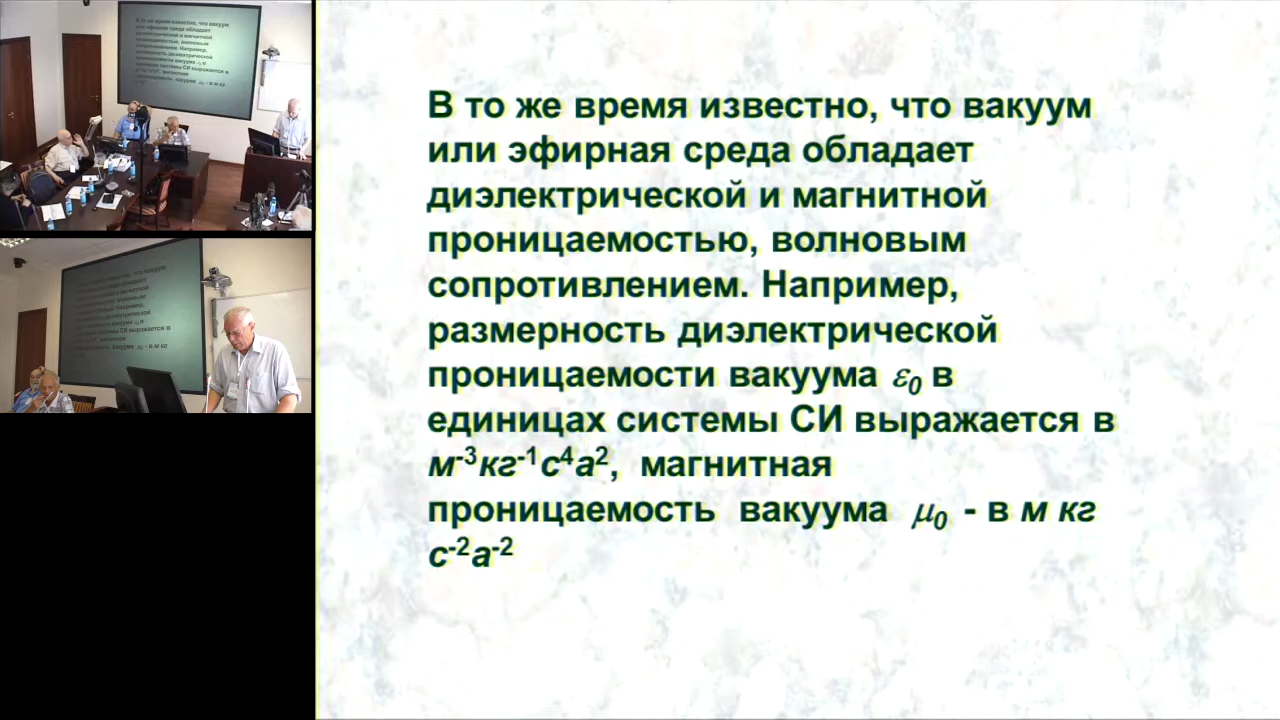 В то же время известно, что вакуум
или эфирная среда обладает
диэлектрической и магнитной
проницаемостью, волновым
сопротивлением. Например,
размерность диэлектрической
проницаемости вакуума ε₀ в
единицах системы СИ выражается в
м⁻³кг⁻¹с⁴а², магнитная
проницаемость вакуума μ₀ - в м кг
с⁻²а⁻²